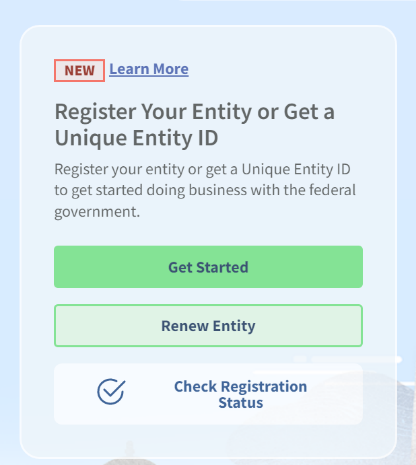 NEW Learn More
Register Your Entity or Get a
Unique Entity ID
Register your entity or get a Unique Entity ID
to get started doing business with the federal
government.
Get Started
Renew Entity
Check Registration
Status